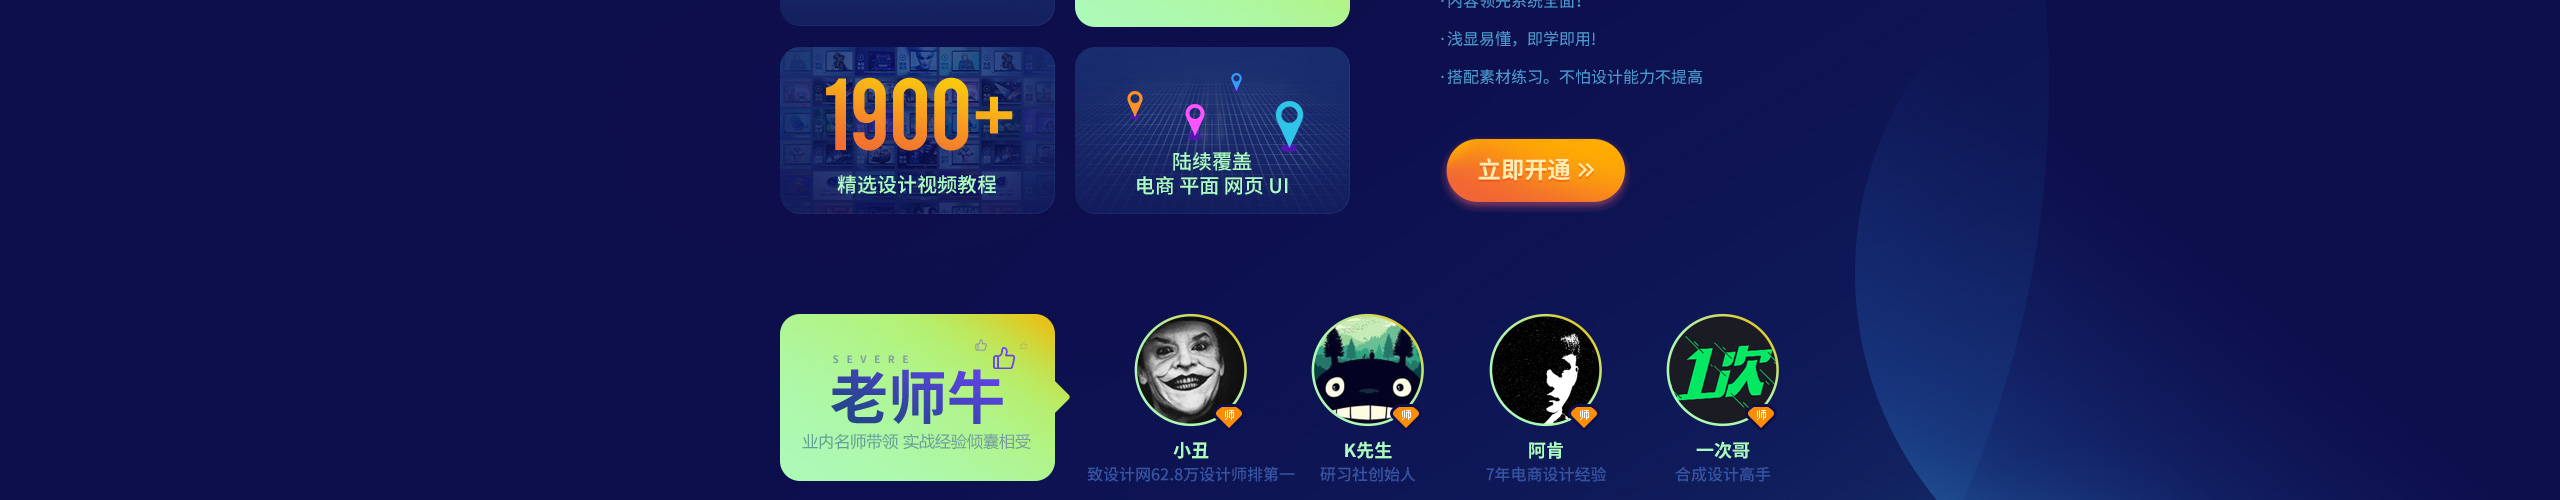 ·内容领先系统全面!
·浅显易懂，即学即用!
·搭配素材练习。不怕设计能力不提高
1900+
精选设计视频教程
陆续覆盖
电商 平面 网页 UI
立即开通 »
SEVERE
老师牛
业内名师带领 实战经验倾囊相受
1次
师
师
师
师
小丑
致设计网62.8万设计师排第一
K先生
研习社创始人
阿肯
7年电商设计经验
一次哥
合成设计高手